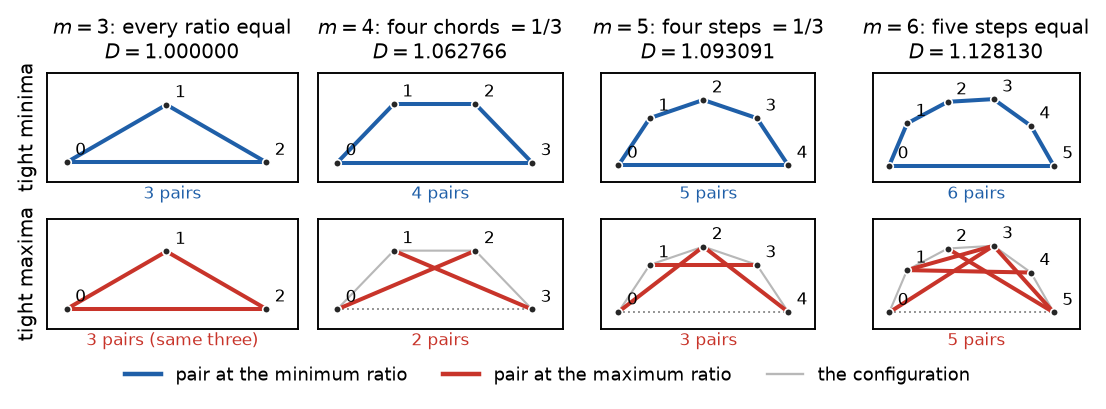 m = 3: every ratio equal
D = 1.000000
m = 4: four chords = 1/3
D = 1.062766
m = 5: four steps = 1/3
D = 1.093091
m = 6: five steps equal
D = 1.128130
tight minima
0
1
2
3 pairs
0
1
2
3
4 pairs
0
1
2
3
4
5 pairs
0
1
2
3
4
5
6 pairs
tight maxima
0
1
2
3 pairs (same three)
0
1
2
3
2 pairs
0
1
2
3
4
3 pairs
0
1
2
3
4
5
5 pairs
pair at the minimum ratio
pair at the maximum ratio
the configuration